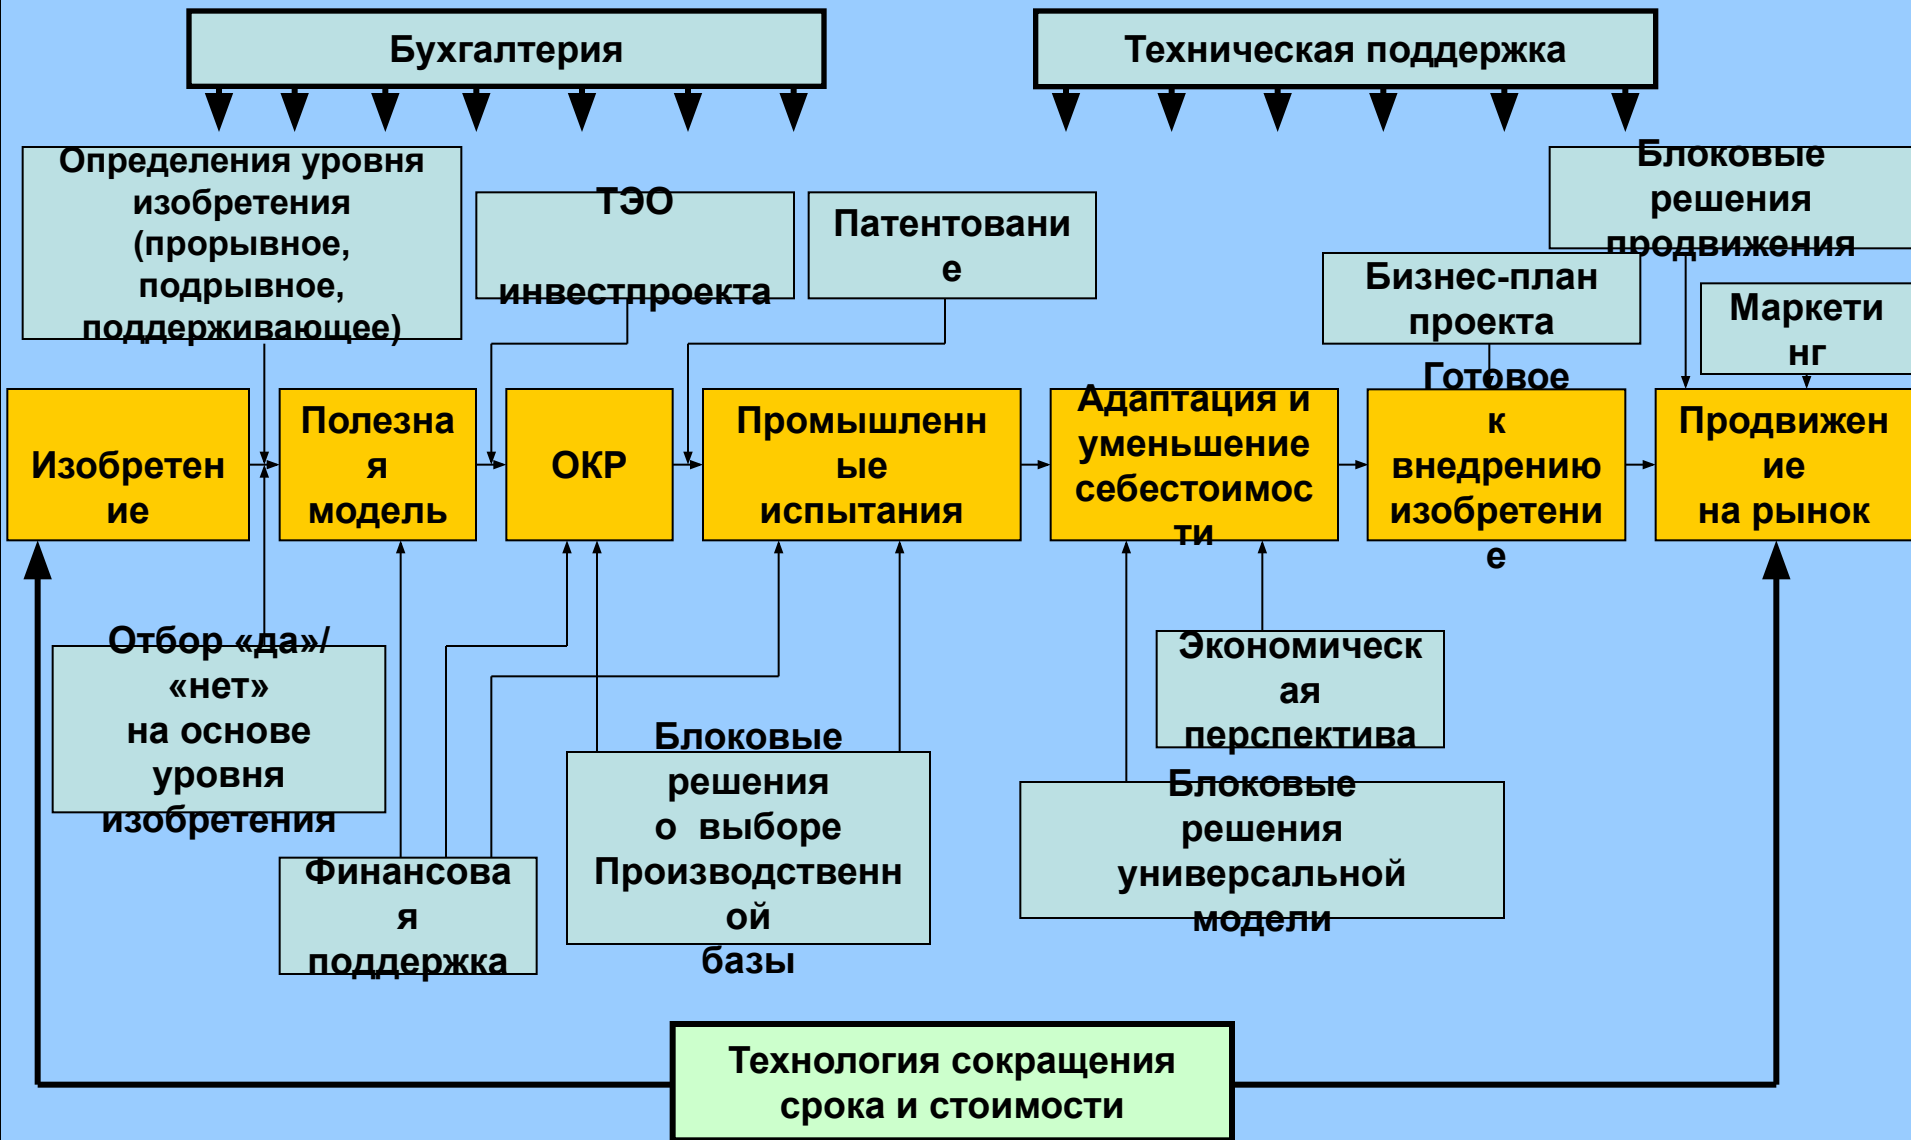 Бухгалтерия
Техническая поддержка
Определения уровня
изобретения
(прорывное,
подрывное,
поддерживающее)
ТЭО
инвестпроекта
Патентовани
е
Блоковые
решения
продвижения
Бизнес-план
проекта
Маркети
нг
Изобретен
ие
Полезна
я
модель
ОКР
Промышленн
ые
испытания
Адаптация и
уменьшение
себестоимос
ти
Готовое
к
внедрению
изобретени
е
Продвижен
ие
на рынок
Отбор «да»/
«нет»
на основе
уровня
изобретения
Финансова
я
поддержка
Блоковые
решения
о выборе
Производственн
ой
базы
Экономическ
ая
перспектива
Блоковые
решения
универсальной
модели
Технология сокращения
срока и стоимости